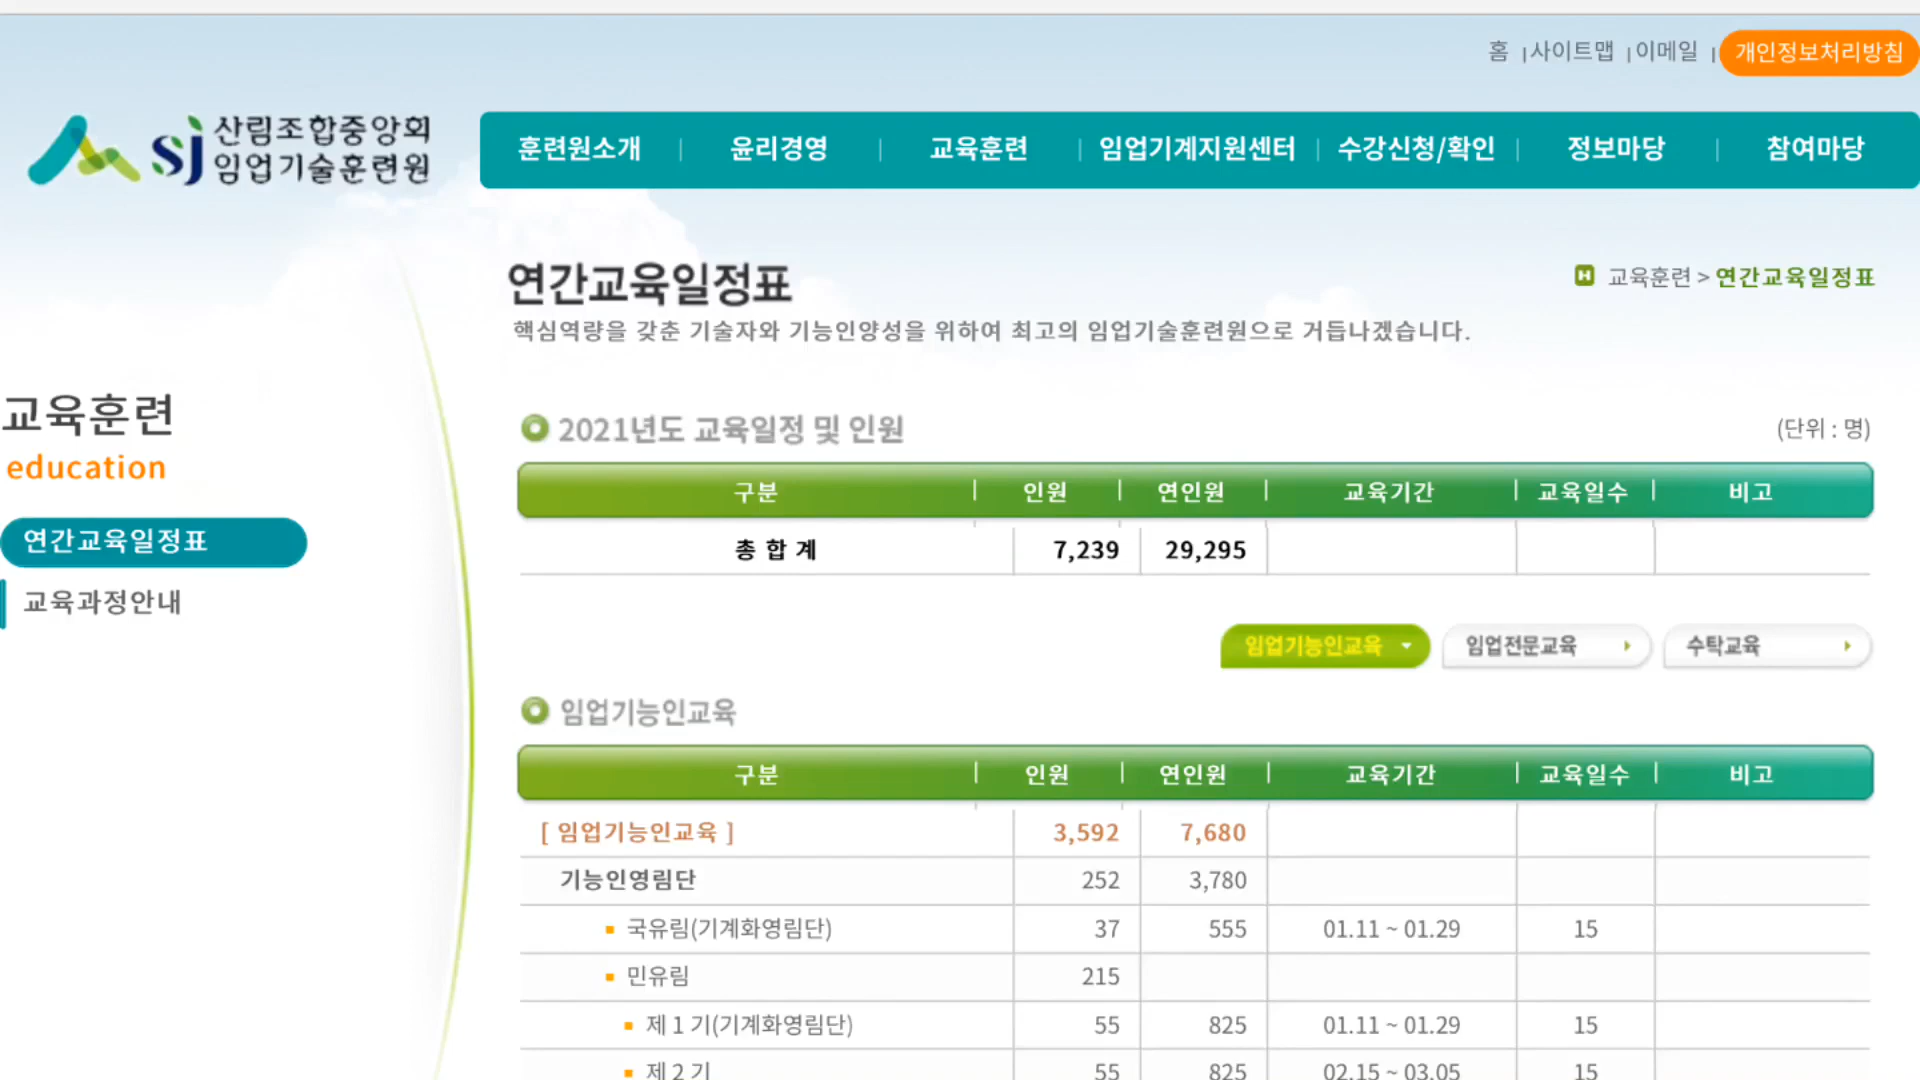 홈 | 사이트맵 | 이메일 | 개인정보처리방침
sj 산림조합중앙회
임업기술훈련원
훈련원소개 | 윤리경영 | 교육훈련 | 임업기계지원센터 | 수강신청/확인 | 정보마당 | 참여마당
연간교육일정표
H 교육훈련 > 연간교육일정표
핵심역량을 갖춘 기술자와 기능인양성을 위하여 최고의 임업기술훈련원으로 거듭나겠습니다.
교육훈련
education
연간교육일정표
교육과정안내
2021년도 교육일정 및 인원 (단위 : 명)
구분 | 인원 | 연인원 | 교육기간 | 교육일수 | 비고
총 합 계 7,239 29,295
임업기능인교육 임업전문교육 수탁교육
임업기능인교육
구분 | 인원 | 연인원 | 교육기간 | 교육일수 | 비고
[ 임업기능인교육 ] 3,592 7,680
기능인영림단 252 3,780
국유림(기계화영림단) 37 555 01.11 ~ 01.29 15
민유림 215
제 1 기(기계화영림단) 55 825 01.11 ~ 01.29 15
제 2 기 55 825 02.15 ~ 03.05 15